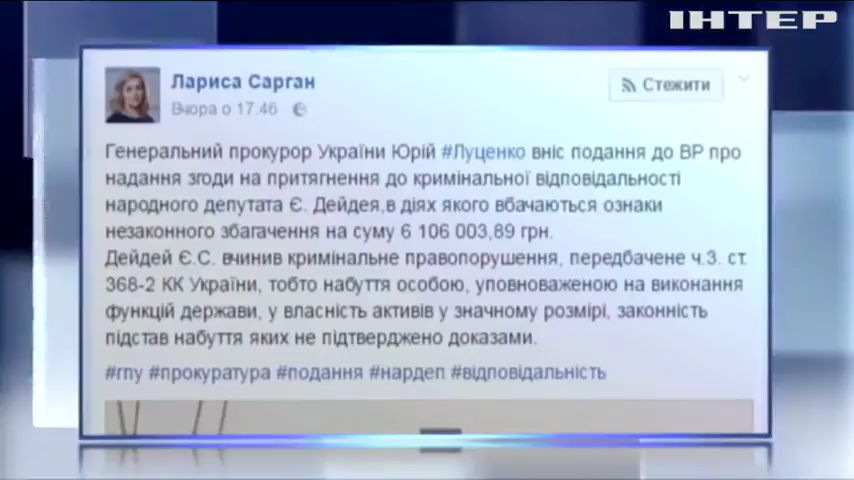 ІНТЕР
Лариса Сарган
Вчора о 17:46
Стежити
Генеральний прокурор України Юрій #Луценко вніс подання до ВР про
надання згоди на притягнення до кримінальної відповідальності
народного депутата Є. Дейдея,в діях якого вбачаються ознаки
незаконного збагачення на суму 6 106 003,89 грн.
Дейдей Є.С. вчинив кримінальне правопорушення, передбачене ч.3. ст.
368-2 КК України, тобто набуття особою, уповноваженою на виконання
функцій держави, у власність активів у значному розмірі, законність
підстав набуття яких не підтверджено доказами.
#гпу #прокуратура #подання #нардеп #відповідальність